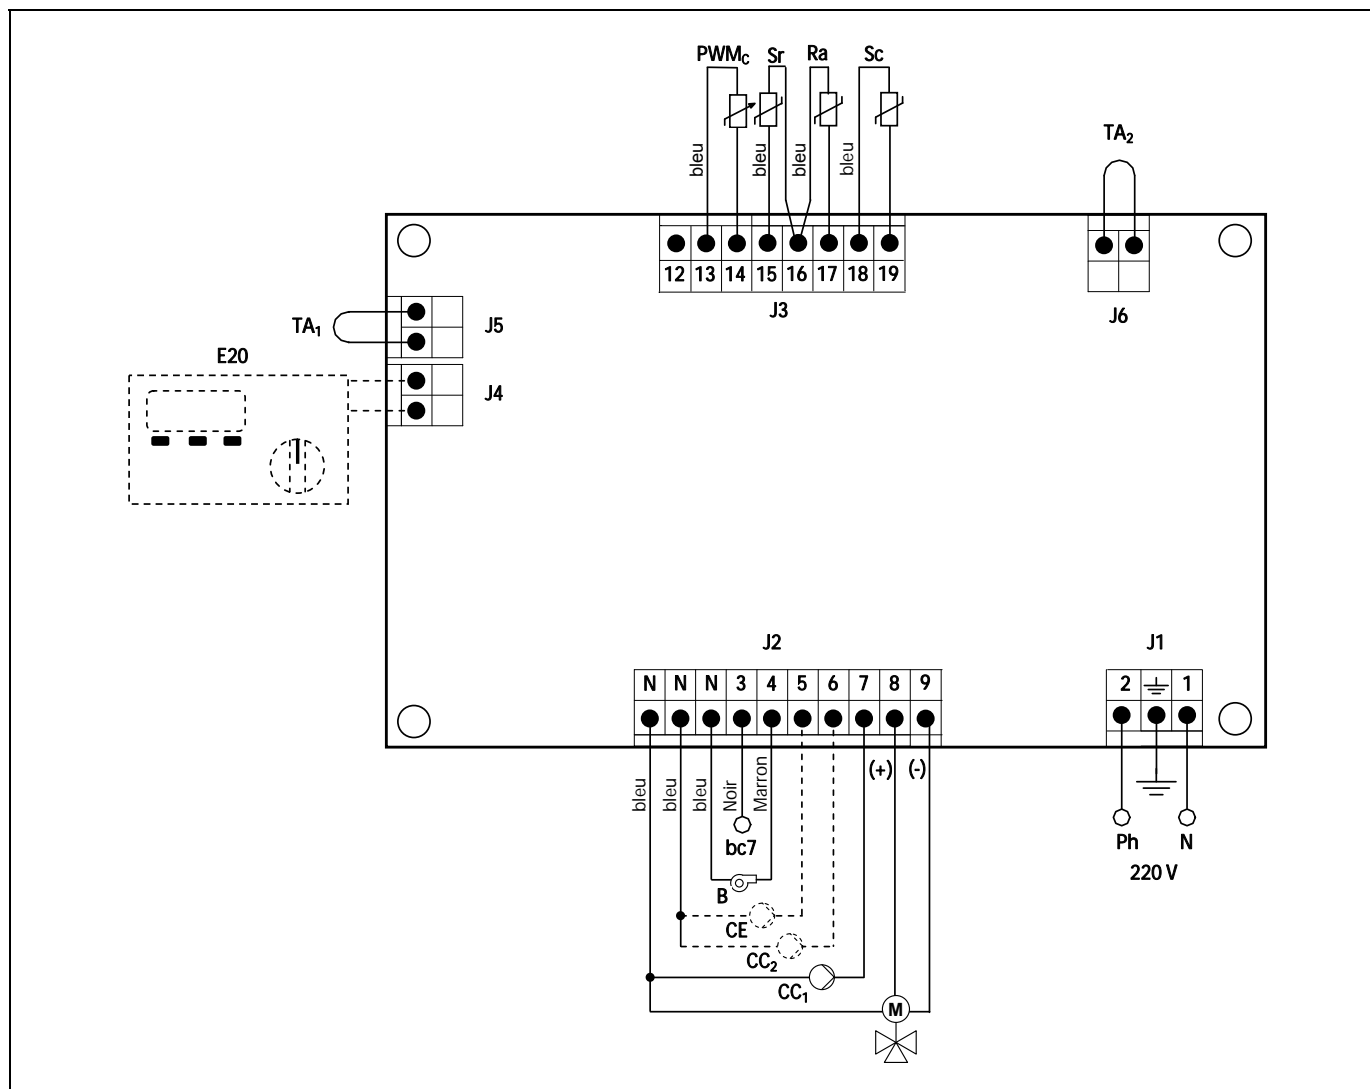 PWMC Sr Ra Sc
TA2
bleu bleu bleu bleu
12 13 14 15 16 17 18 19
J3
J6
TA1
J5
E20
J4
J2
J1
N N N 3 4 5 6 7 8 9
2 1
bleu bleu bleu Noir Marron (+) (-)
bc7
Ph N
220 V
B
CE
CC2
CC1
M